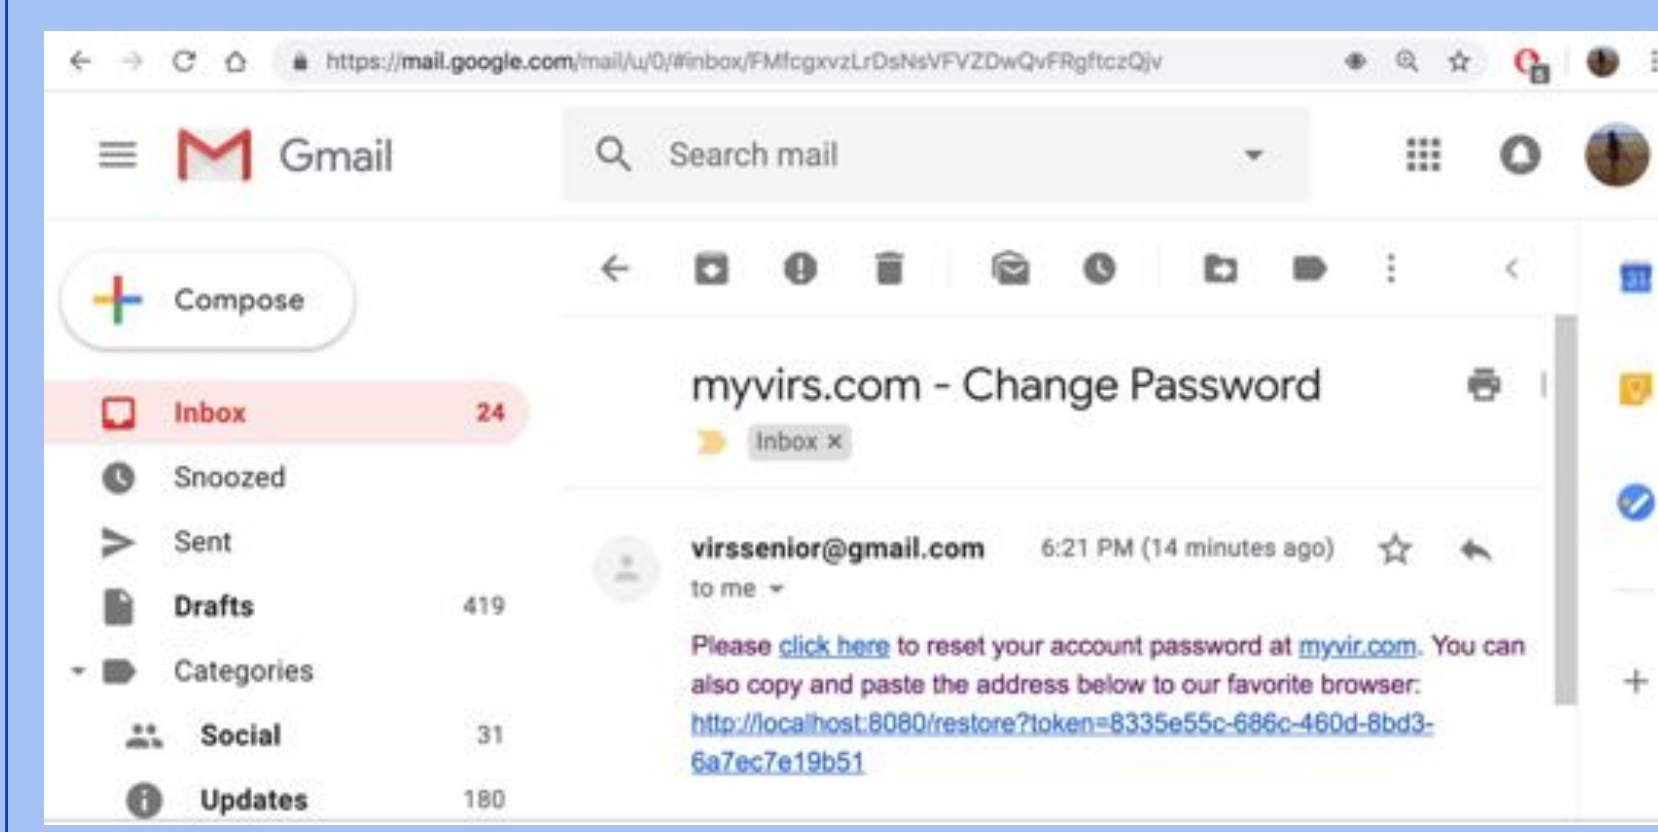 https://mail.google.com/mail/u/0/#inbox/FMfcgxvzLrDsNsVFVZDwQvFRgftczQjv
Gmail
Search mail
Compose
31
myvirs.com - Change Password
Inbox 24
Inbox ×
Snoozed
Sent
virssenior@gmail.com 6:21 PM (14 minutes ago)
to me
Drafts 419
Please click here to reset your account password at myvir.com. You can
also copy and paste the address below to our favorite browser:
http://localhost:8080/restore?token=8335e55c-686c-460d-8bd3-
6a7ec7e19b51
Categories
Social 31
Updates 180